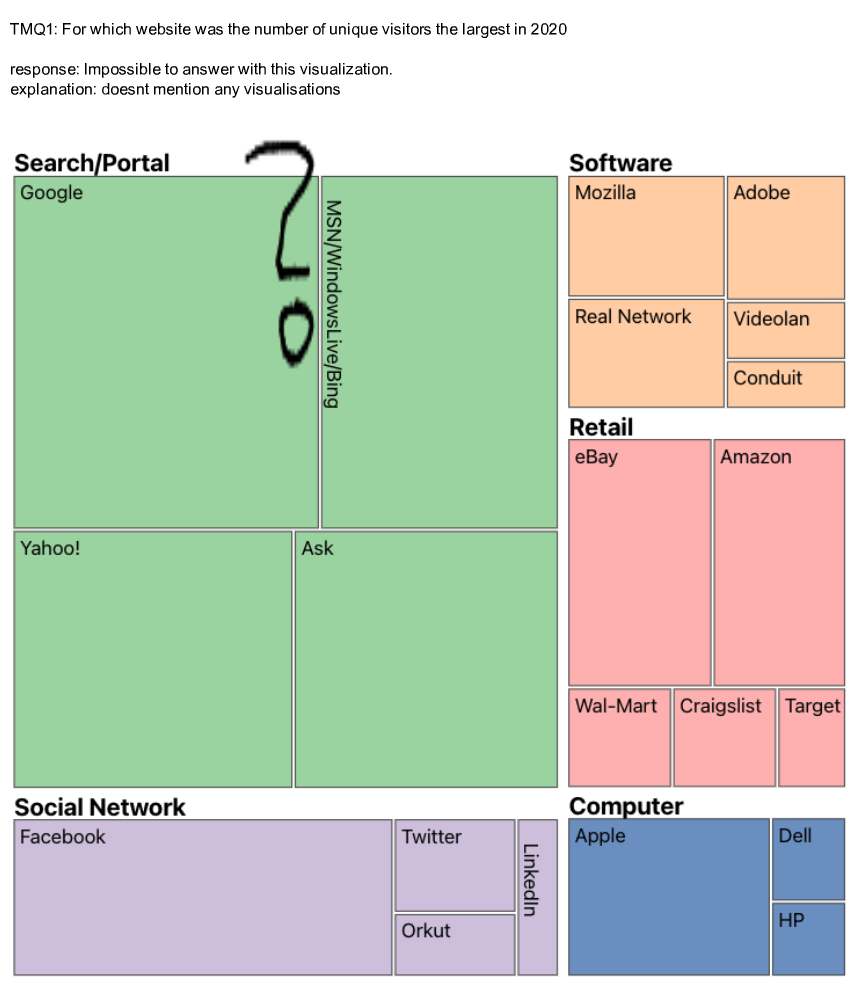 TMQ1: For which website was the number of unique visitors the largest in 2020
response: Impossible to answer with this visualization.
explanation: doesnt mention any visualisations
?
Search/Portal
Google
MSN/WindowsLive/Bing
Yahoo!
Ask
Software
Mozilla
Adobe
Real Network
Videolan
Conduit
Retail
eBay
Amazon
Wal-Mart
Craigslist
Target
Social Network
Facebook
Twitter
LinkedIn
Orkut
Computer
Apple
Dell
HP